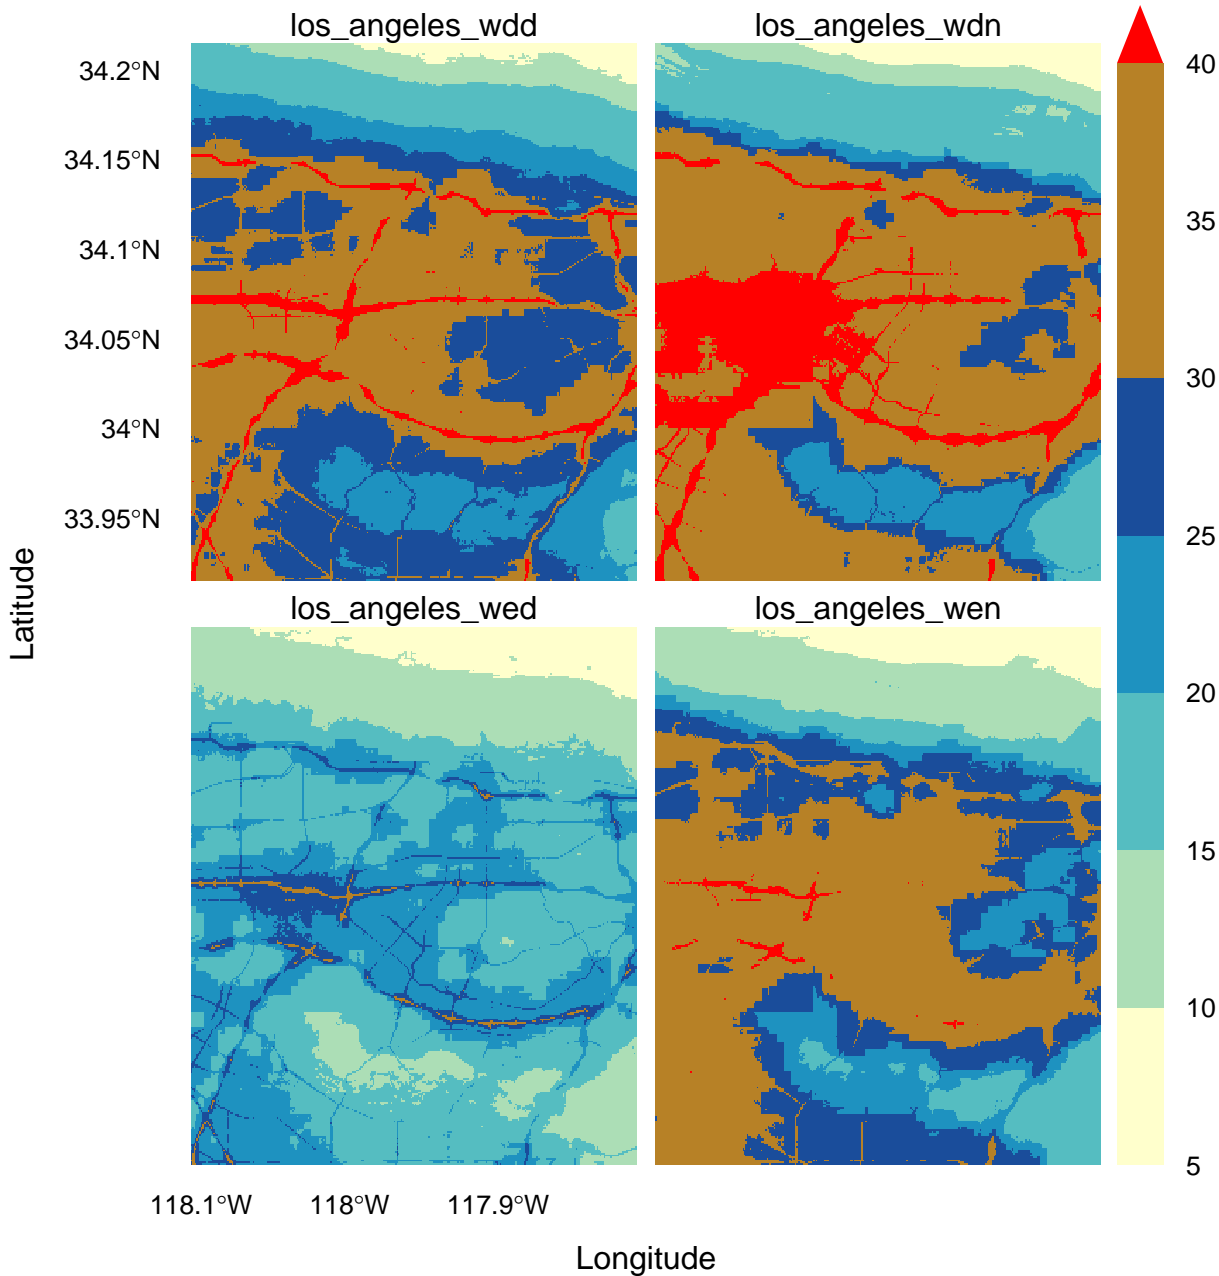 los_angeles_wdd
los_angeles_wdn
34.2°N
34.15°N
34.1°N
34.05°N
34°N
33.95°N
40
35
30
25
20
15
10
5
Latitude
los_angeles_wed
los_angeles_wen
118.1°W
118°W
117.9°W
Longitude